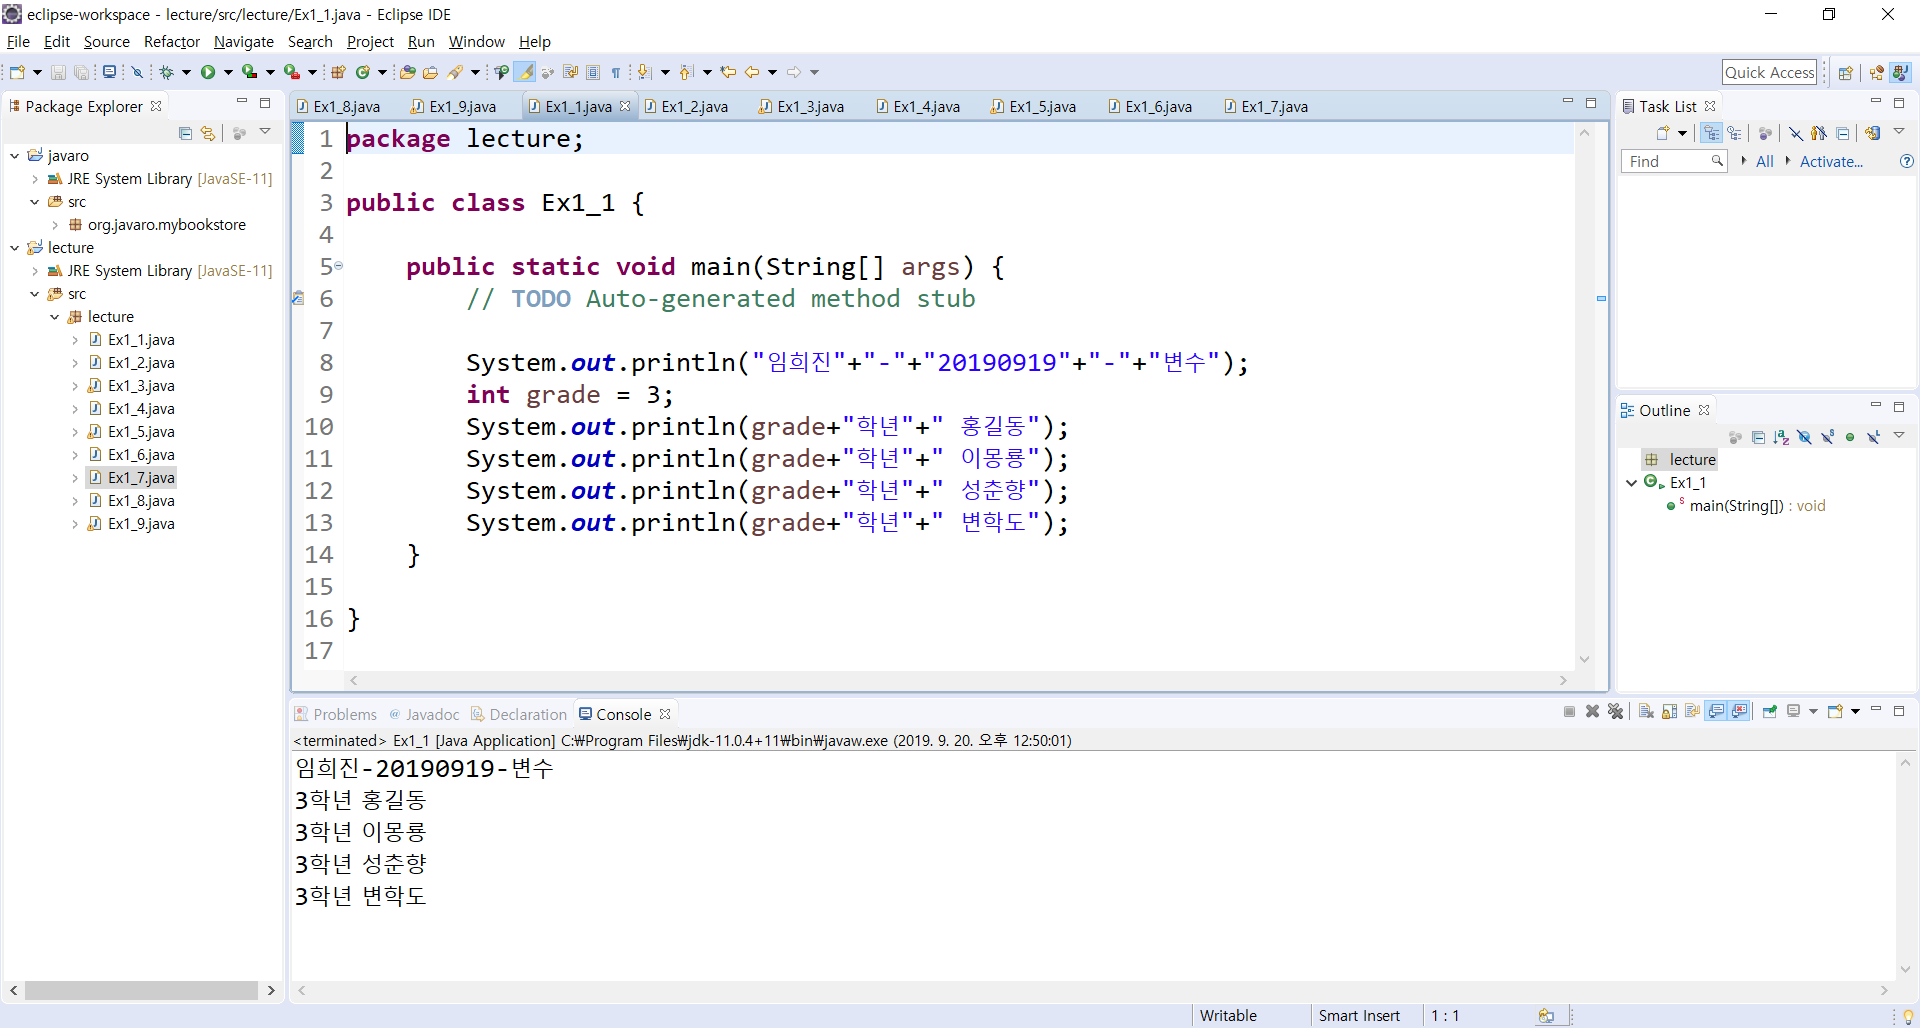 eclipse-workspace - lecture/src/lecture/Ex1_1.java - Eclipse IDE
File Edit Source Refactor Navigate Search Project Run Window Help
Quick Access
Package Explorer
javaro
JRE System Library [JavaSE-11]
src
org.javaro.mybookstore
lecture
JRE System Library [JavaSE-11]
src
lecture
Ex1_1.java
Ex1_2.java
Ex1_3.java
Ex1_4.java
Ex1_5.java
Ex1_6.java
Ex1_7.java
Ex1_8.java
Ex1_9.java
Ex1_8.java Ex1_9.java Ex1_1.java Ex1_2.java Ex1_3.java Ex1_4.java Ex1_5.java Ex1_6.java Ex1_7.java
1 package lecture;
2
3 public class Ex1_1 {
4
5 public static void main(String[] args) {
6 // TODO Auto-generated method stub
7
8 System.out.println("임희진"+"-"+"20190919"+"-"+"변수");
9 int grade = 3;
10 System.out.println(grade+"학년"+" 홍길동");
11 System.out.println(grade+"학년"+" 이몽룡");
12 System.out.println(grade+"학년"+" 성춘향");
13 System.out.println(grade+"학년"+" 변학도");
14 }
15
16 }
17
Task List
Find All Activate...
Outline
lecture
Ex1_1
main(String[]) : void
Problems @ Javadoc Declaration Console
<terminated> Ex1_1 [Java Application] C:₩Program Files₩jdk-11.0.4+11₩bin₩javaw.exe (2019. 9. 20. 오후 12:50:01)
임희진-20190919-변수
3학년 홍길동
3학년 이몽룡
3학년 성춘향
3학년 변학도
Writable Smart Insert 1 : 1